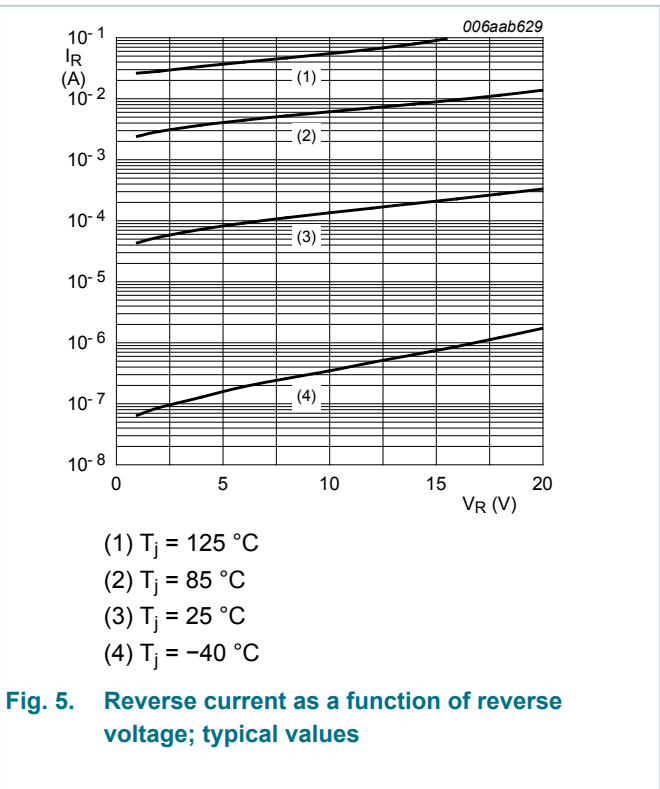 006aab629
I_R
(A)
10^-1
10^-2
10^-3
10^-4
10^-5
10^-6
10^-7
10^-8
(1)
(2)
(3)
(4)
0 5 10 15 20
V_R (V)
(1) T_j = 125 °C
(2) T_j = 85 °C
(3) T_j = 25 °C
(4) T_j = −40 °C
Fig. 5. Reverse current as a function of reverse
voltage; typical values